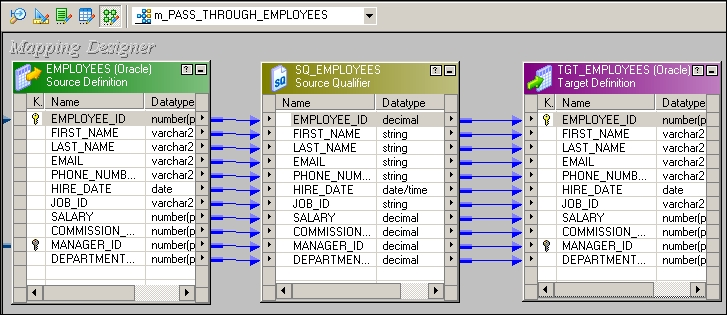 m_PASS_THROUGH_EMPLOYEES
Mapping Designer
EMPLOYEES (Oracle)
Source Definition
K. Name Datatype
EMPLOYEE_ID number(p
FIRST_NAME varchar2
LAST_NAME varchar2
EMAIL varchar2
PHONE_NUMB... varchar2
HIRE_DATE date
JOB_ID varchar2
SALARY number(p
COMMISSION_... number(p
MANAGER_ID number(p
DEPARTMENT... number(p
SQ
SQ_EMPLOYEES
Source Qualifier
Name Datatype
EMPLOYEE_ID decimal
FIRST_NAME string
LAST_NAME string
EMAIL string
PHONE_NUM... string
HIRE_DATE date/time
JOB_ID string
SALARY decimal
COMMISSION... decimal
MANAGER_ID decimal
DEPARTMEN... decimal
TGT_EMPLOYEES (Oracle)
Target Definition
K. Name Datatype
EMPLOYEE_ID number(p
FIRST_NAME varchar2
LAST_NAME varchar2
EMAIL varchar2
PHONE_NUMB... varchar2
HIRE_DATE date
JOB_ID varchar2
SALARY number(p
COMMISSION_... number(p
MANAGER_ID number(p
DEPARTMENT... number(p